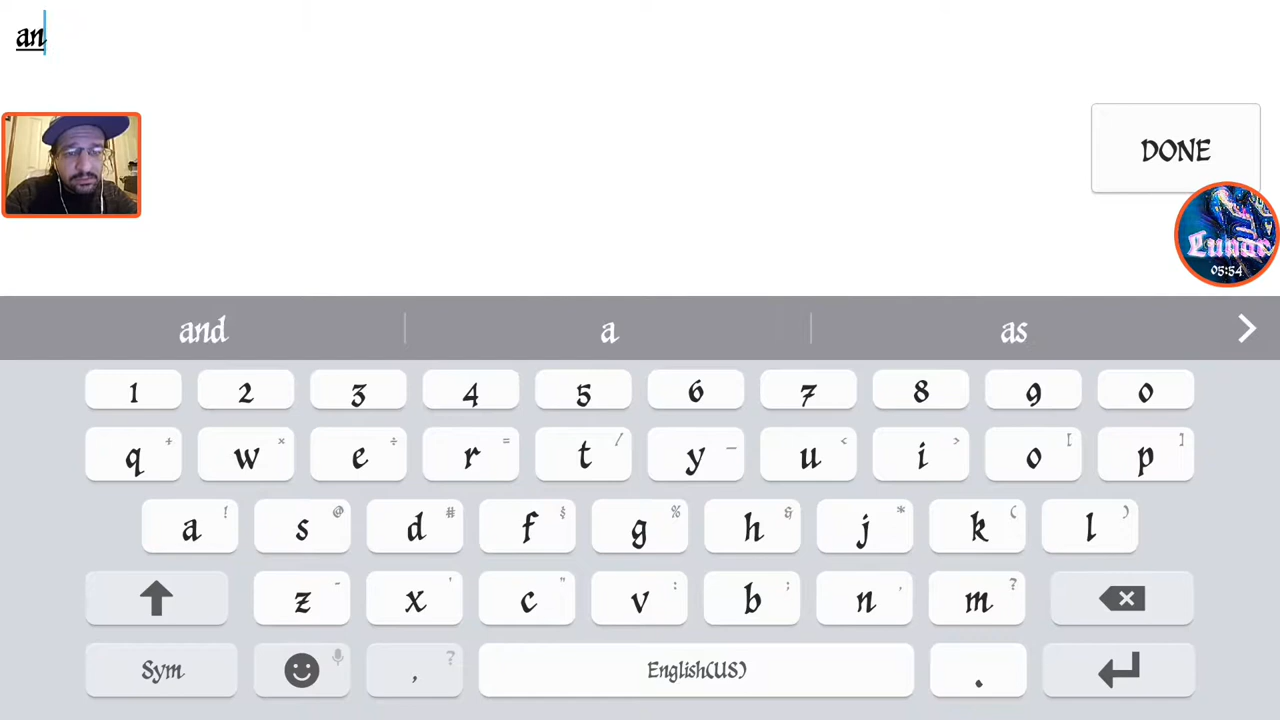 an
DONE
Lunar
05:54
and a as
1 2 3 4 5 6 7 8 9 0
q + w × e ÷ r = t / y _ u < i > o [ p ]
a ! s @ d # f $ g % h & j * k ( l )
z - x ' c " v : b ; n , m ?
Sym , ? English(US) .